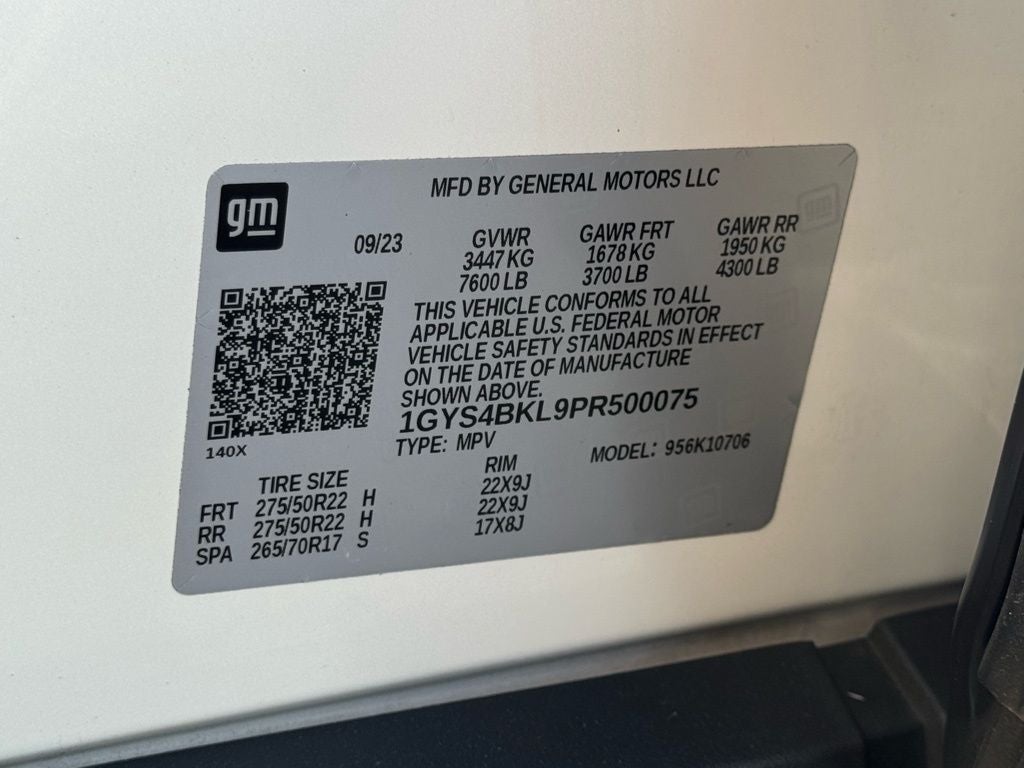 gm
MFD BY GENERAL MOTORS LLC
09/23
GVWR
3447 KG
7600 LB
GAWR FRT
1678 KG
3700 LB
GAWR RR
1950 KG
4300 LB
THIS VEHICLE CONFORMS TO ALL
APPLICABLE U.S. FEDERAL MOTOR
VEHICLE SAFETY STANDARDS IN EFFECT
ON THE DATE OF MANUFACTURE
SHOWN ABOVE.
1GYS4BKL9PR500075
140X
TYPE: MPV
MODEL: 956K10706
TIRE SIZE RIM
FRT 275/50R22 H 22X9J
RR 275/50R22 H 22X9J
SPA 265/70R17 S 17X8J